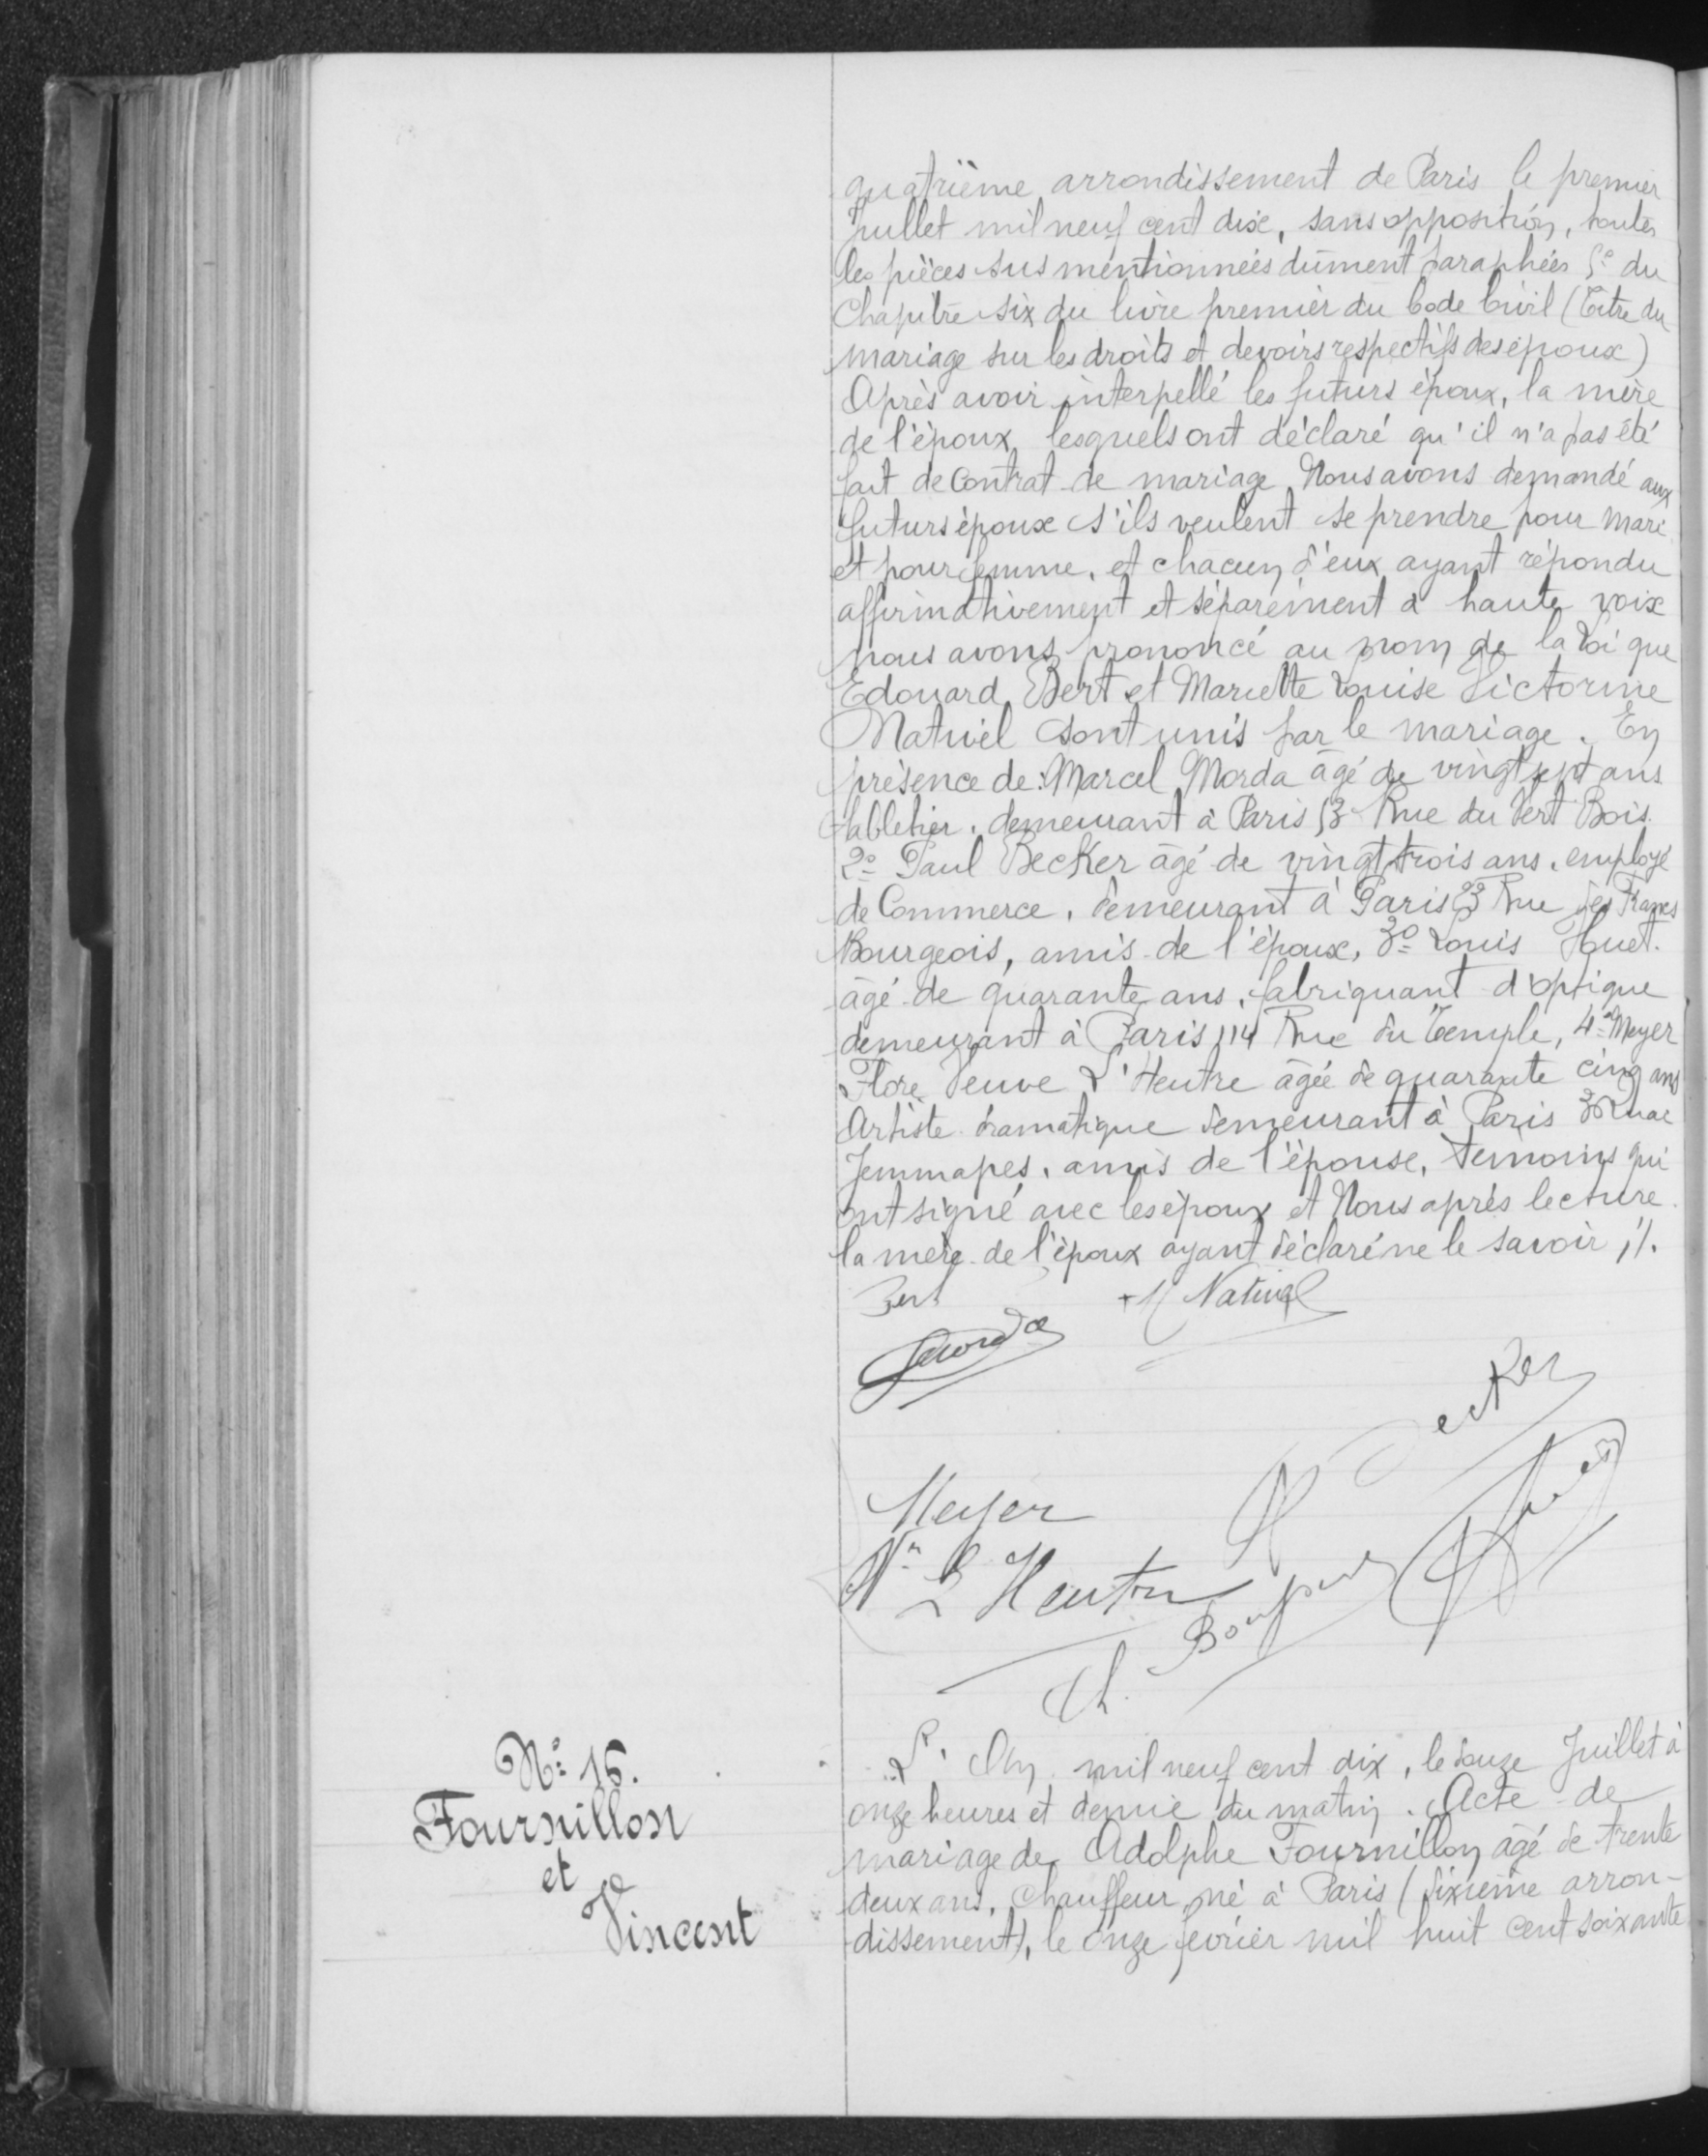 quatrième arrondissement de Paris le premier
Juillet mil neuf cent dix, sans opposition, toutes
les pièces sus mentionnées dûment paraphées 5º du
Chapitre six du livre premier du Code Civil (Titre du
mariage sur les droits et devoirs respectifs des époux)
Après avoir interpellé les futurs époux, la mère
de l'époux, lesquels ont déclaré qu'il n'a pas été
fait de Contrat de mariage. Nous avons demandé aux
futurs époux s'ils veulent se prendre pour mari
et pour femme, et chacun d'eux ayant répondu
affirmativement et séparément à haute voix
nous avons prononcé au nom de la Loi que
Edouard Bert et Mariette Louise Victorine
Nativel sont unis par le mariage. En
présence de: Marcel Morda âgé de vingt sept ans
tabletier, demeurant à Paris 53 Rue du Vert Bois
2º Paul Becker âgé de vingt trois ans, employé
de Commerce, demeurant à Paris 23 Rue des Francs
Bourgeois, amis de l'époux, 3º Louis Huet
âgé de quarante ans, fabriquant d'optique
demeurant à Paris 114 Rue du Temple, 4º Meyer
Flore Veuve L'Heutre âgée de quarante cinq ans
Artiste dramatique demeurant à Paris Quai
Jemmapes, amis de l'épouse, témoins qui
ont signé avec les époux et Nous après lecture
la mère de l'époux ayant déclaré ne le savoir ./.
Bert
M Nativel
Morda
Becker
Meyer
Vve L'Heutre
Huet
Nº 16.
Fournillon
et
Vincent
L'An mil neuf cent dix, le douze Juillet à
onze heures et demie du matin. Acte de
mariage de Adolphe Fournillon âgé de trente
deux ans, Chauffeur, né à Paris (sixième arron-
dissement), le onze février mil huit cent soixante